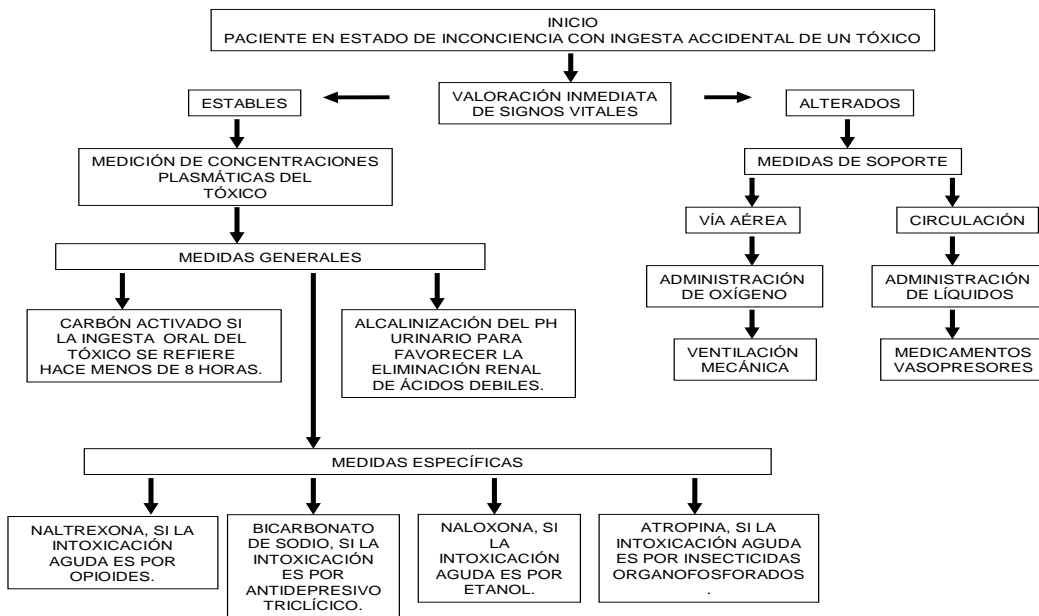 INICIO
PACIENTE EN ESTADO DE INCONCIENCIA CON INGESTA ACCIDENTAL DE UN TÓXICO
ESTABLES
VALORACIÓN INMEDIATA
DE SIGNOS VITALES
ALTERADOS
MEDICIÓN DE CONCENTRACIONES
PLASMÁTICAS DEL
TÓXICO
MEDIDAS DE SOPORTE
VÍA AÉREA
CIRCULACIÓN
MEDIDAS GENERALES
ADMINISTRACIÓN
DE OXÍGENO
ADMINISTRACIÓN
DE LÍQUIDOS
CARBÓN ACTIVADO SI
LA INGESTA ORAL DEL
TÓXICO SE REFIERE
HACE MENOS DE 8 HORAS.
ALCALINIZACIÓN DEL PH
URINARIO PARA
FAVORECER LA
ELIMINACIÓN RENAL
DE ÁCIDOS DEBILES.
VENTILACIÓN
MECÁNICA
MEDICAMENTOS
VASOPRESORES
MEDIDAS ESPECÍFICAS
NALTREXONA, SI LA
INTOXICACIÓN
AGUDA ES POR
OPIOIDES.
BICARBONATO
DE SODIO, SI LA
INTOXICACIÓN
ES POR
ANTIDEPRESIVO
TRICLÍCICO.
NALOXONA, SI
LA
INTOXICACIÓN
AGUDA ES POR
ETANOL.
ATROPINA, SI LA
INTOXICACIÓN AGUDA
ES POR INSECTICIDAS
ORGANOFOSFORADOS
.